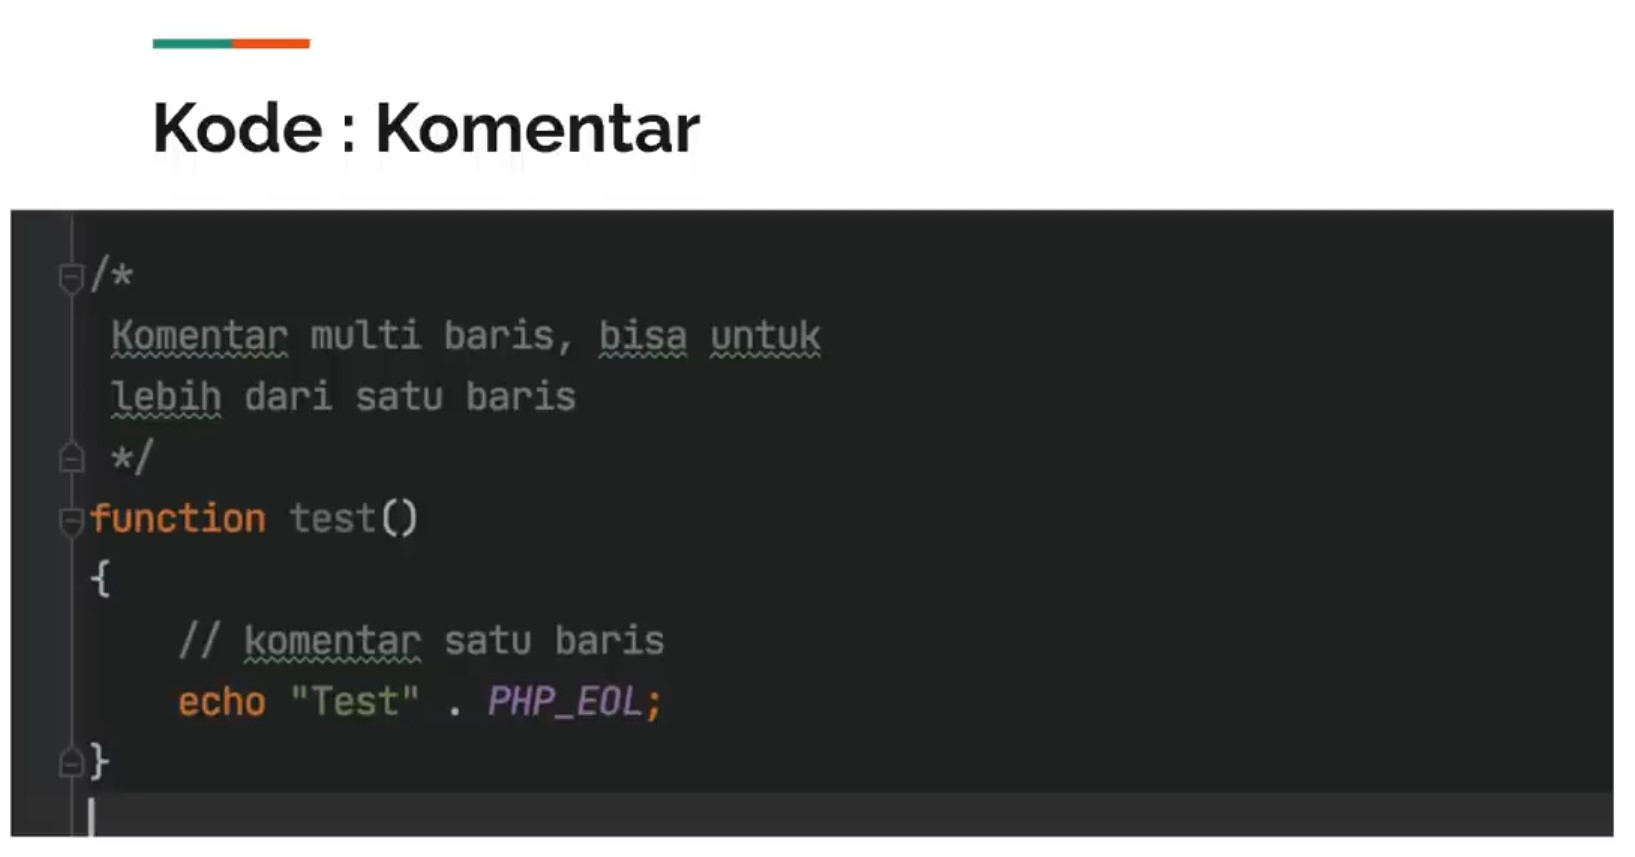 Kode : Komentar
/*
Komentar multi baris, bisa untuk
lebih dari satu baris
*/
function test()
{
// komentar satu baris
echo "Test" . PHP_EOL;
}